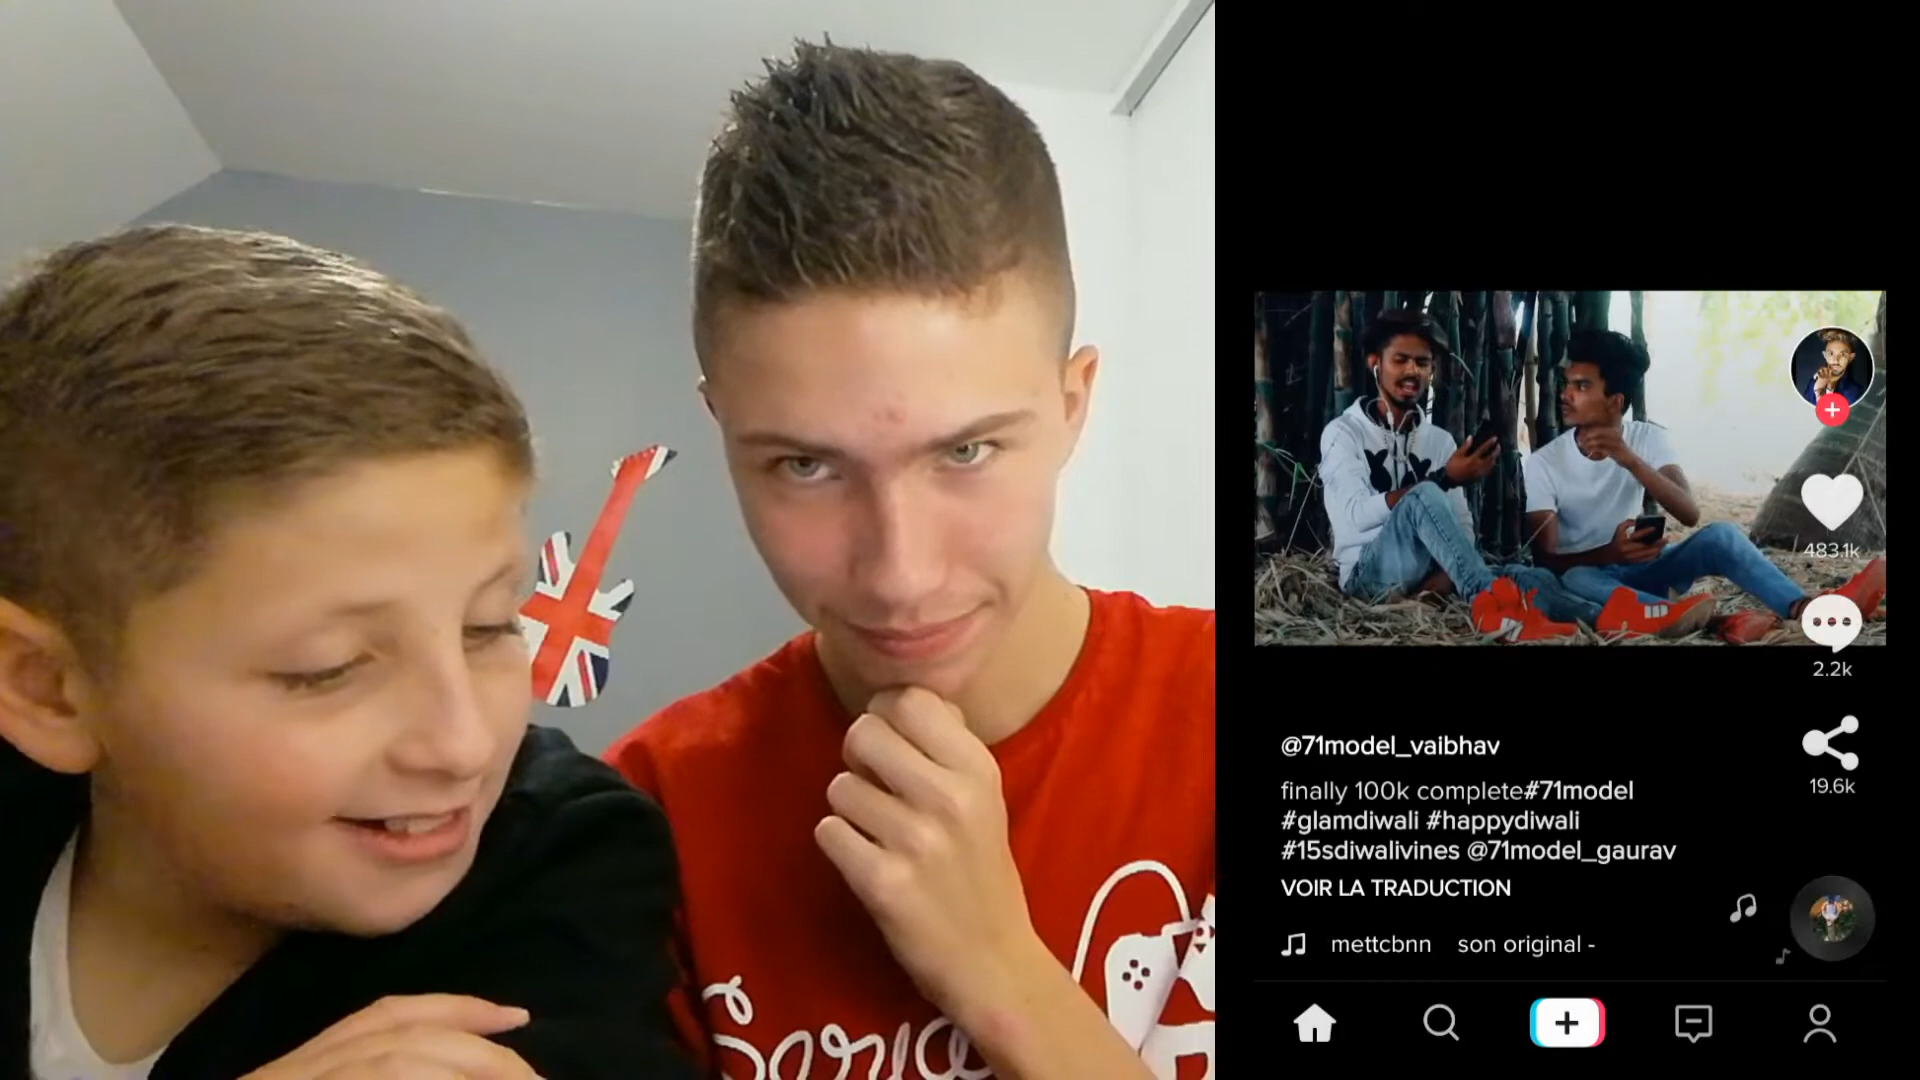 483.1k
2.2k
19.6k
@71model_vaibhav
finally 100k complete#71model
#glamdiwali #happydiwali
#15sdiwalivines @71model_gaurav
VOIR LA TRADUCTION
mettcbnn son original -